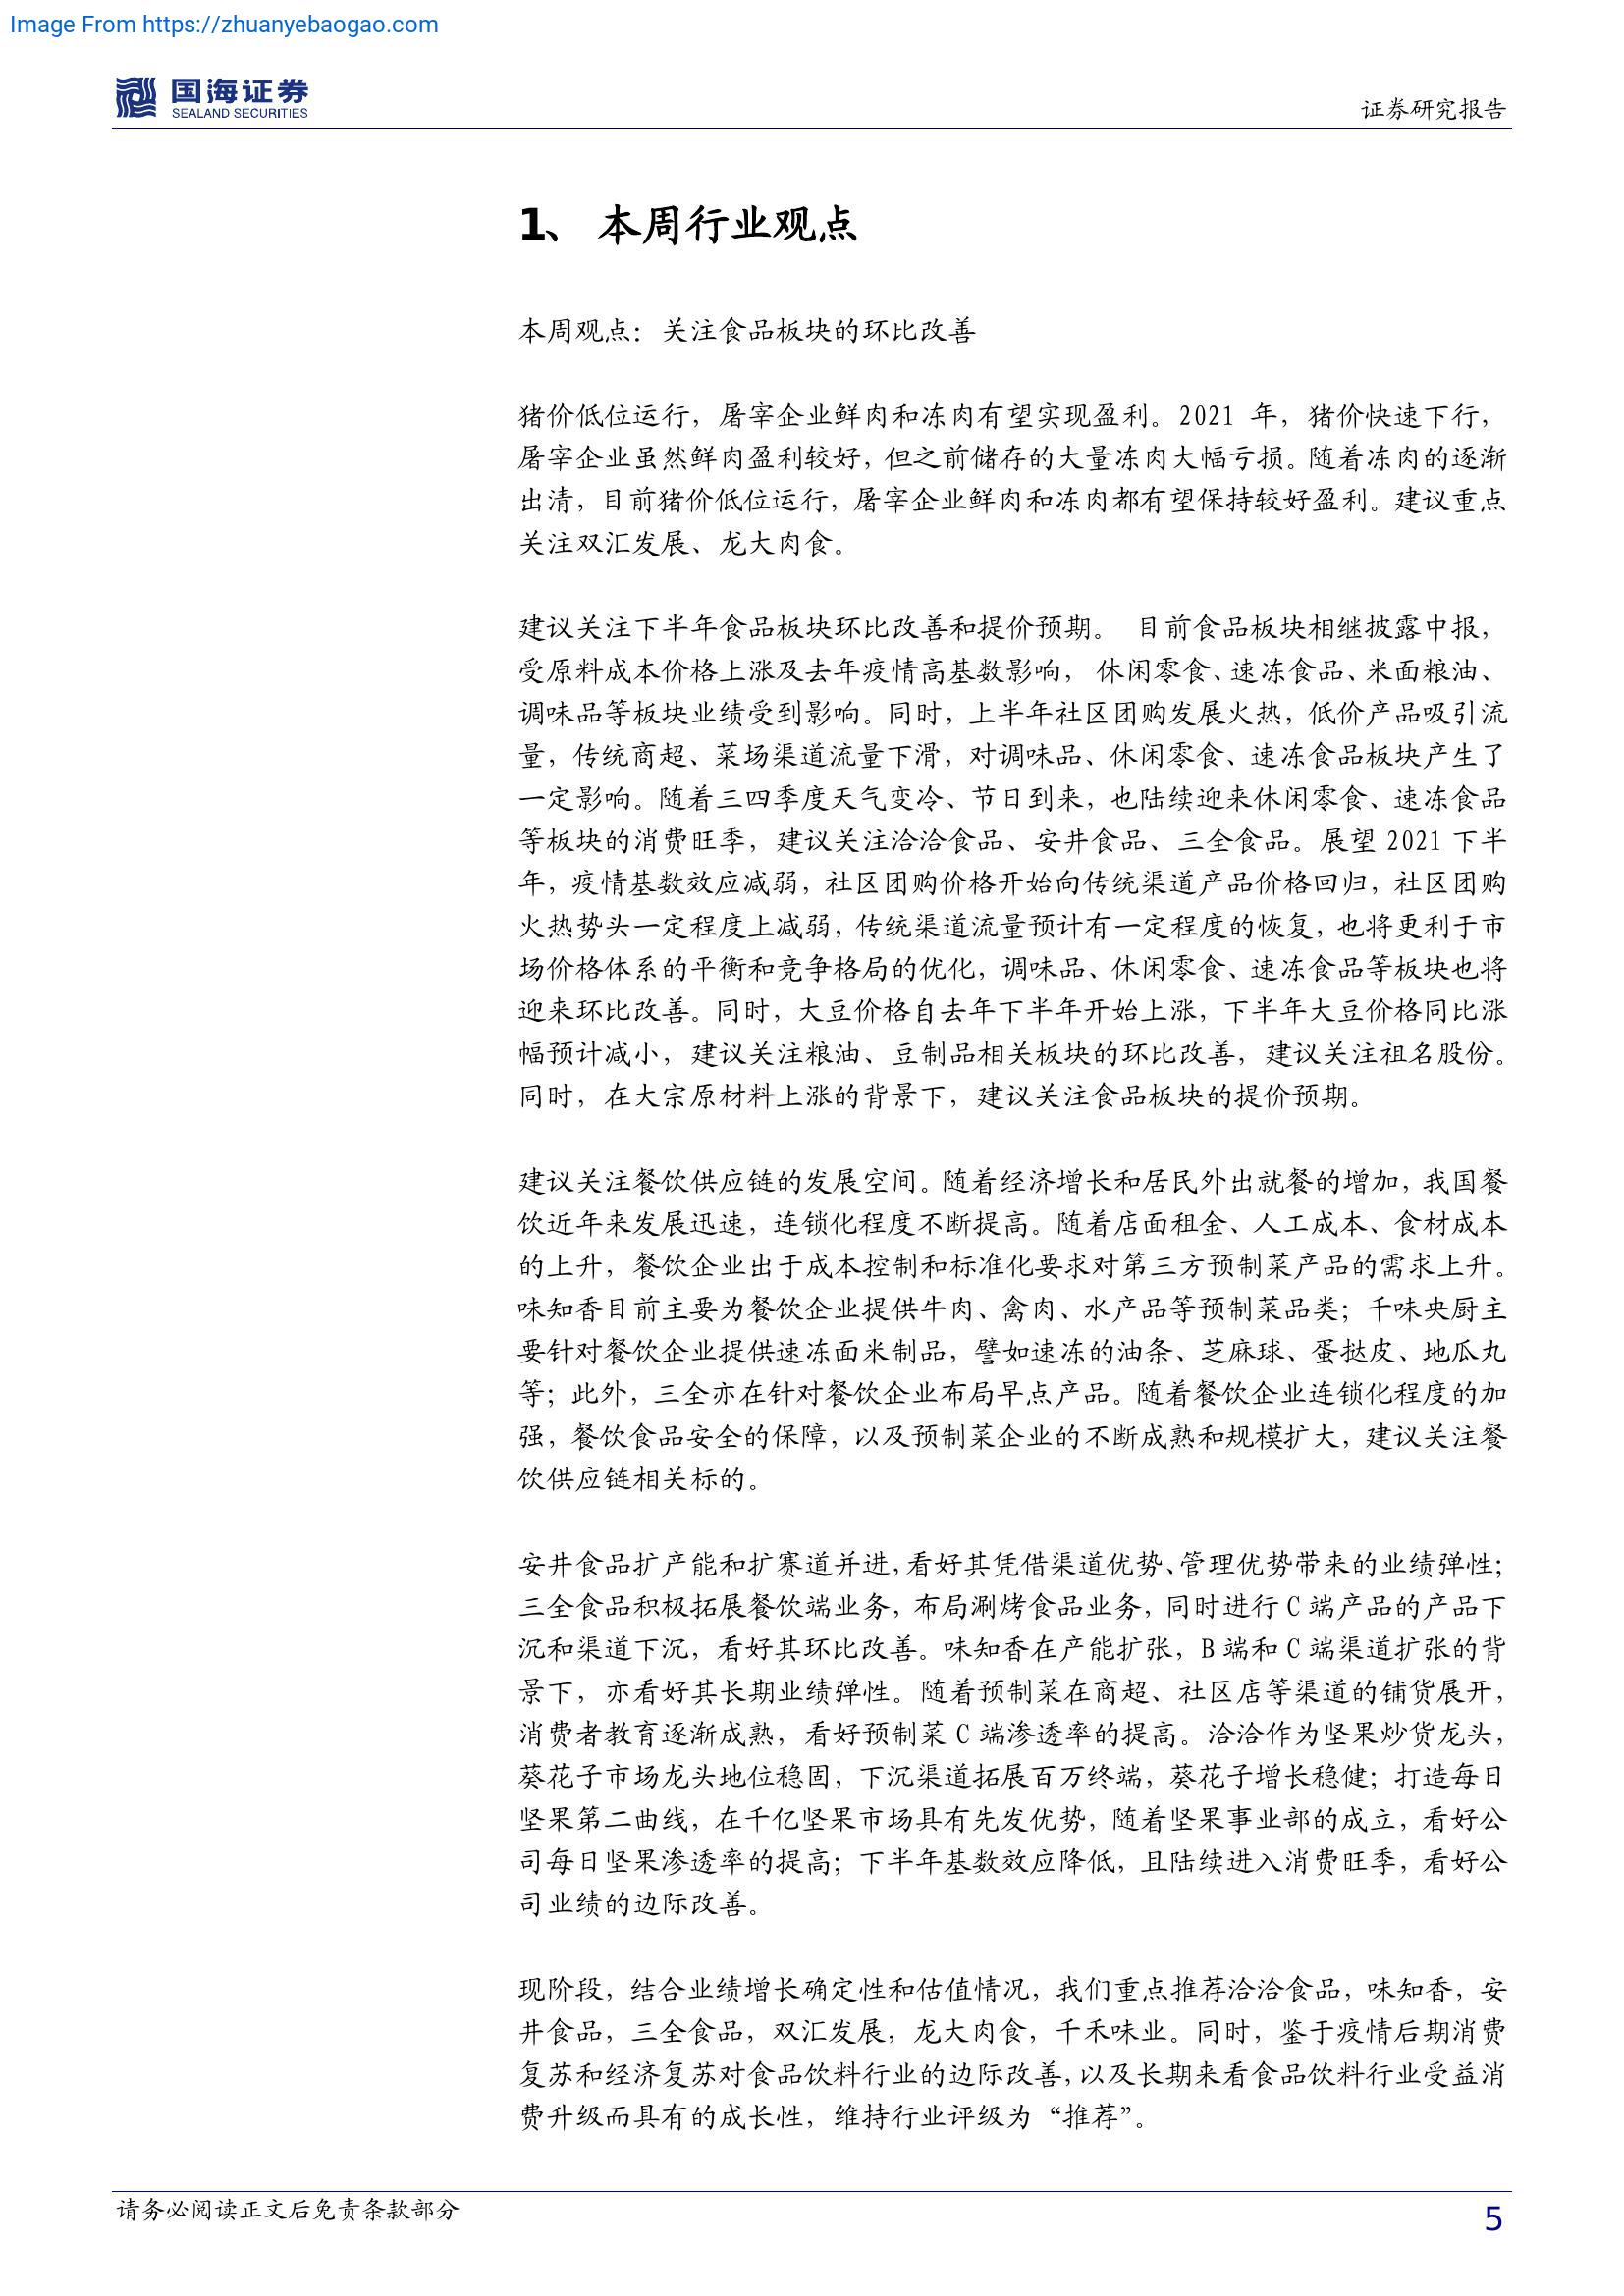 Image From https://zhuanyebaogao.com
国海证券
SEALAND SECURITIES
证券研究报告
1、 本周行业观点
本周观点：关注食品板块的环比改善
猪价低位运行，屠宰企业鲜肉和冻肉有望实现盈利。2021 年，猪价快速下行，
屠宰企业虽然鲜肉盈利较好，但之前储存的大量冻肉大幅亏损。随着冻肉的逐渐
出清，目前猪价低位运行，屠宰企业鲜肉和冻肉都有望保持较好盈利。建议重点
关注双汇发展、龙大肉食。
建议关注下半年食品板块环比改善和提价预期。 目前食品板块相继披露中报，
受原料成本价格上涨及去年疫情高基数影响， 休闲零食、速冻食品、米面粮油、
调味品等板块业绩受到影响。同时，上半年社区团购发展火热，低价产品吸引流
量，传统商超、菜场渠道流量下滑，对调味品、休闲零食、速冻食品板块产生了
一定影响。随着三四季度天气变冷、节日到来，也陆续迎来休闲零食、速冻食品
等板块的消费旺季，建议关注洽洽食品、安井食品、三全食品。展望 2021 下半
年，疫情基数效应减弱，社区团购价格开始向传统渠道产品价格回归，社区团购
火热势头一定程度上减弱，传统渠道流量预计有一定程度的恢复，也将更利于市
场价格体系的平衡和竞争格局的优化，调味品、休闲零食、速冻食品等板块也将
迎来环比改善。同时，大豆价格自去年下半年开始上涨，下半年大豆价格同比涨
幅预计减小，建议关注粮油、豆制品相关板块的环比改善，建议关注祖名股份。
同时，在大宗原材料上涨的背景下，建议关注食品板块的提价预期。
建议关注餐饮供应链的发展空间。随着经济增长和居民外出就餐的增加，我国餐
饮近年来发展迅速，连锁化程度不断提高。随着店面租金、人工成本、食材成本
的上升，餐饮企业出于成本控制和标准化要求对第三方预制菜产品的需求上升。
味知香目前主要为餐饮企业提供牛肉、禽肉、水产品等预制菜品类；千味央厨主
要针对餐饮企业提供速冻面米制品，譬如速冻的油条、芝麻球、蛋挞皮、地瓜丸
等；此外，三全亦在针对餐饮企业布局早点产品。随着餐饮企业连锁化程度的加
强，餐饮食品安全的保障，以及预制菜企业的不断成熟和规模扩大，建议关注餐
饮供应链相关标的。
安井食品扩产能和扩赛道并进，看好其凭借渠道优势、管理优势带来的业绩弹性；
三全食品积极拓展餐饮端业务，布局涮烤食品业务，同时进行 C 端产品的产品下
沉和渠道下沉，看好其环比改善。味知香在产能扩张，B 端和 C 端渠道扩张的背
景下，亦看好其长期业绩弹性。随着预制菜在商超、社区店等渠道的铺货展开，
消费者教育逐渐成熟，看好预制菜 C 端渗透率的提高。洽洽作为坚果炒货龙头，
葵花子市场龙头地位稳固，下沉渠道拓展百万终端，葵花子增长稳健；打造每日
坚果第二曲线，在千亿坚果市场具有先发优势，随着坚果事业部的成立，看好公
司每日坚果渗透率的提高；下半年基数效应降低，且陆续进入消费旺季，看好公
司业绩的边际改善。
现阶段，结合业绩增长确定性和估值情况，我们重点推荐洽洽食品，味知香，安
井食品，三全食品，双汇发展，龙大肉食，千禾味业。同时，鉴于疫情后期消费
复苏和经济复苏对食品饮料行业的边际改善，以及长期来看食品饮料行业受益消
费升级而具有的成长性，维持行业评级为“推荐”。
请务必阅读正文后免责条款部分
5